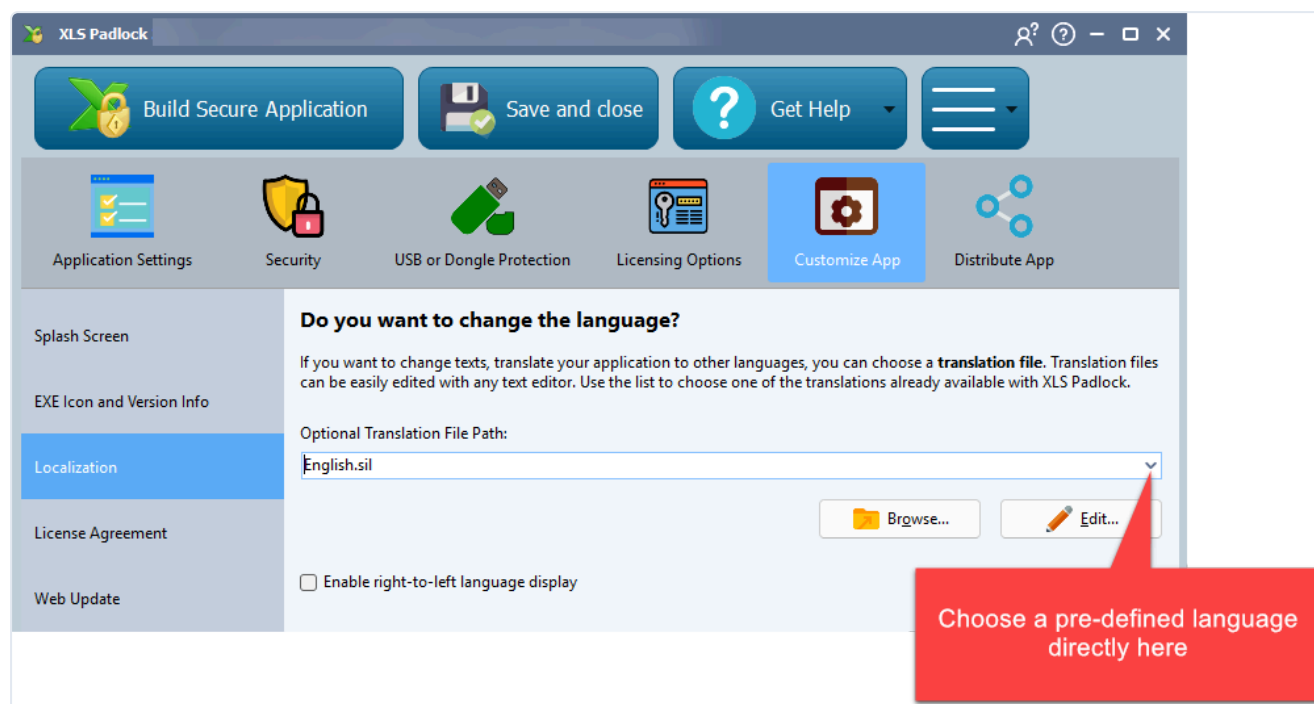 XLS Padlock
Build Secure Application
Save and close
Get Help
Application Settings
Security
USB or Dongle Protection
Licensing Options
Customize App
Distribute App
Splash Screen
EXE Icon and Version Info
Localization
License Agreement
Web Update
Do you want to change the language?
If you want to change texts, translate your application to other languages, you can choose a translation file. Translation files
can be easily edited with any text editor. Use the list to choose one of the translations already available with XLS Padlock.
Optional Translation File Path:
English.sil
Browse...
Edit...
Enable right-to-left language display
Choose a pre-defined language
directly here